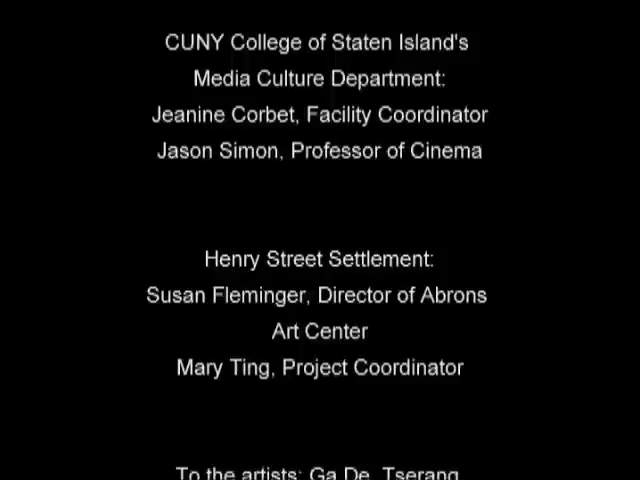 CUNY College of Staten Island's
Media Culture Department:
Jeanine Corbet, Facility Coordinator
Jason Simon, Professor of Cinema
Henry Street Settlement:
Susan Fleminger, Director of Abrons
Art Center
Mary Ting, Project Coordinator
To the artists: Ga De, Tserang